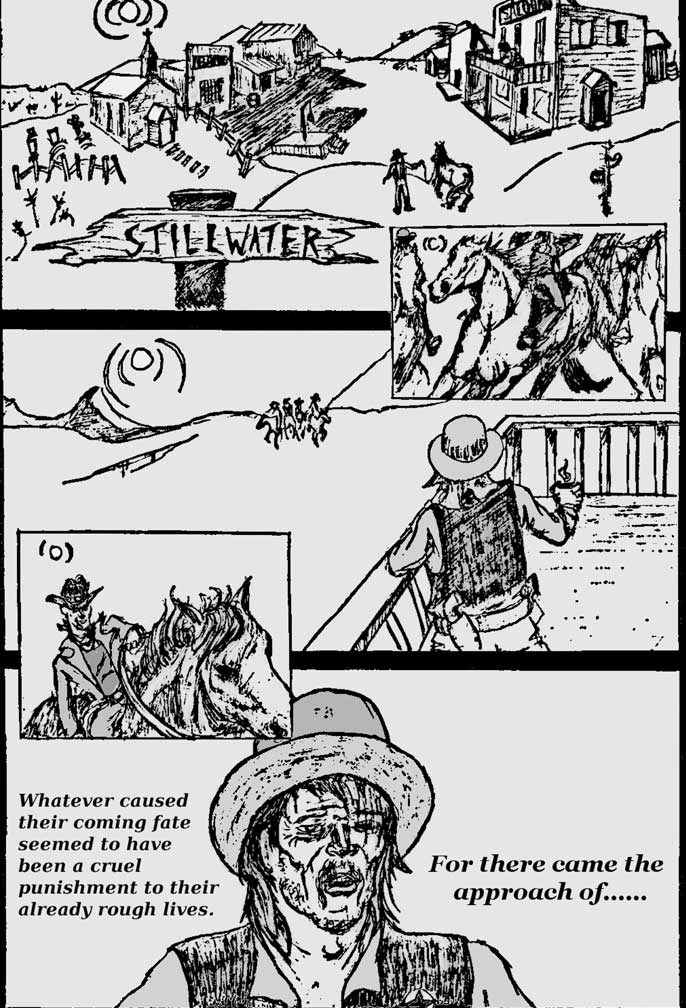 SALOON
STILLWATER
Whatever caused
their coming fate
seemed to have
been a cruel
punishment to their
already rough lives.
For there came the
approach of......